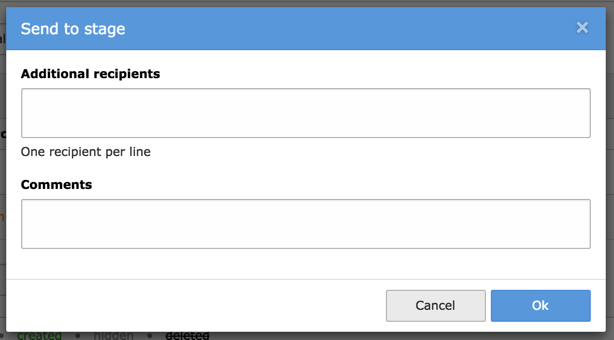 Send to stage
×
Additional recipients
One recipient per line
Comments
Cancel
Ok
created • hidden • deleted